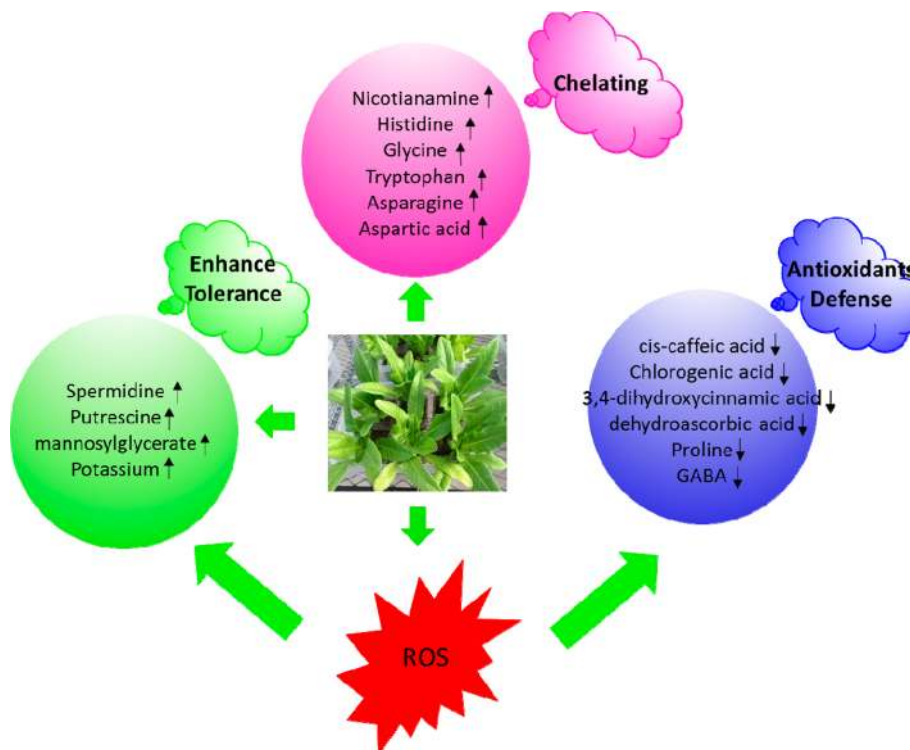 Chelating
Nicotianamine ↑
Histidine ↑
Glycine ↑
Tryptophan ↑
Asparagine ↑
Aspartic acid ↑
Enhance
Tolerance
Spermidine ↑
Putrescine ↑
mannosylglycerate ↑
Potassium ↑
Antioxidants
Defense
cis-caffeic acid ↓
Chlorogenic acid ↓
3,4-dihydroxycinnamic acid ↓
dehydroascorbic acid ↓
Proline ↓
GABA ↓
ROS